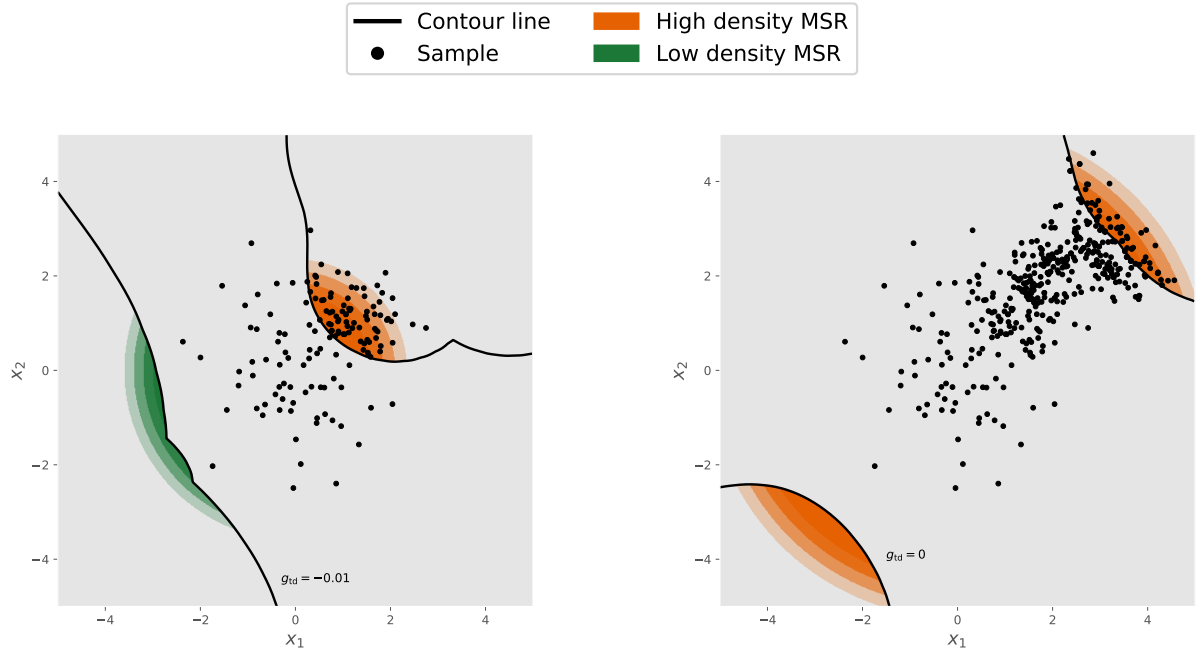 Contour line
Sample
High density MSR
Low density MSR
4
2
0
−2
−4
x2
g_td = −0.01
−4
−2
0
2
4
x1
4
2
0
−2
−4
x2
g_td = 0
−4
−2
0
2
4
x1